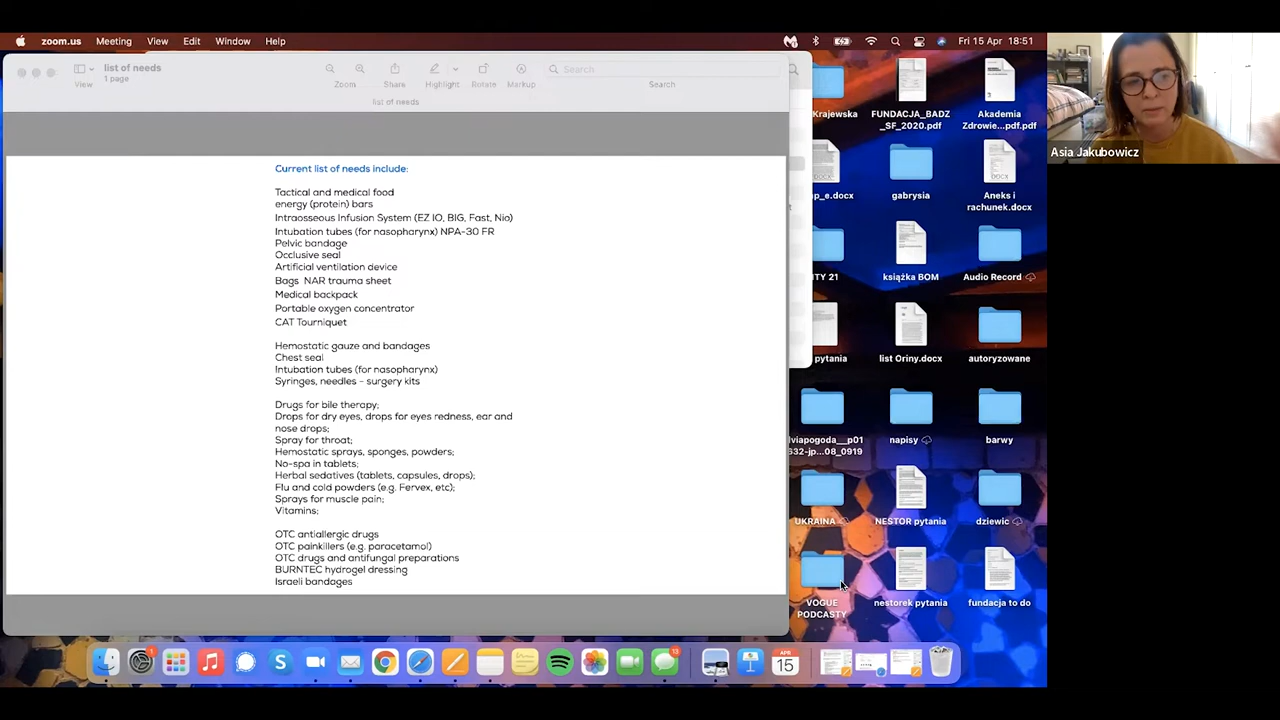 zoom.us Meeting View Edit Window Help
Fri 15 Apr 18:51
list of needs
1 page
Search
View Zoom Share Highlight Rotate Markup Search
list of needs
Current list of needs include:
Tactical and medical food
energy (protein) bars
Intraosseous Infusion System (EZ IO, BIG, Fast, Nio)
Intubation tubes (for nasopharynx) NPA-30 FR
Pelvic bandage
Occlusive seal
Artificial ventilation device
Bags NAR trauma sheet
Medical backpack
Portable oxygen concentrator
CAT Tourniquet
Hemostatic gauze and bandages
Chest seal
Intubation tubes (for nasopharynx)
Syringes, needles - surgery kits
Drugs for bile therapy;
Drops for dry eyes, drops for eyes redness, ear and
nose drops;
Spray for throat;
Hemostatic sprays, sponges, powders;
No-spa in tablets;
Herbal sedatives (tablets, capsules, drops);
Flu and cold powders (e.g. Fervex, etc);
Sprays for muscle pain;
Vitamins;
OTC antiallergic drugs
OTC painkillers (e.g. paracetamol)
OTC drugs and antifungal preparations
BURNTEC hydrogel dressing
Israeli bandages
Krajewska
FUNDACJA_BADZ
_SF_2020.pdf
Akademia
Zdrowie...pdf.pdf
p_e.docx
gabrysia
Aneks i
rachunek.docx
ITY 21
książka BOM
Audio Record
pytania
list Oriny.docx
autoryzowane
lviapogoda__p01
632-jp...08_0919
napisy
barwy
UKRAINA
NESTOR pytania
dziewic
VOGUE
PODCASTY
nestorek pytania
fundacja to do
Asia Jakubowicz
1
13
APR
15